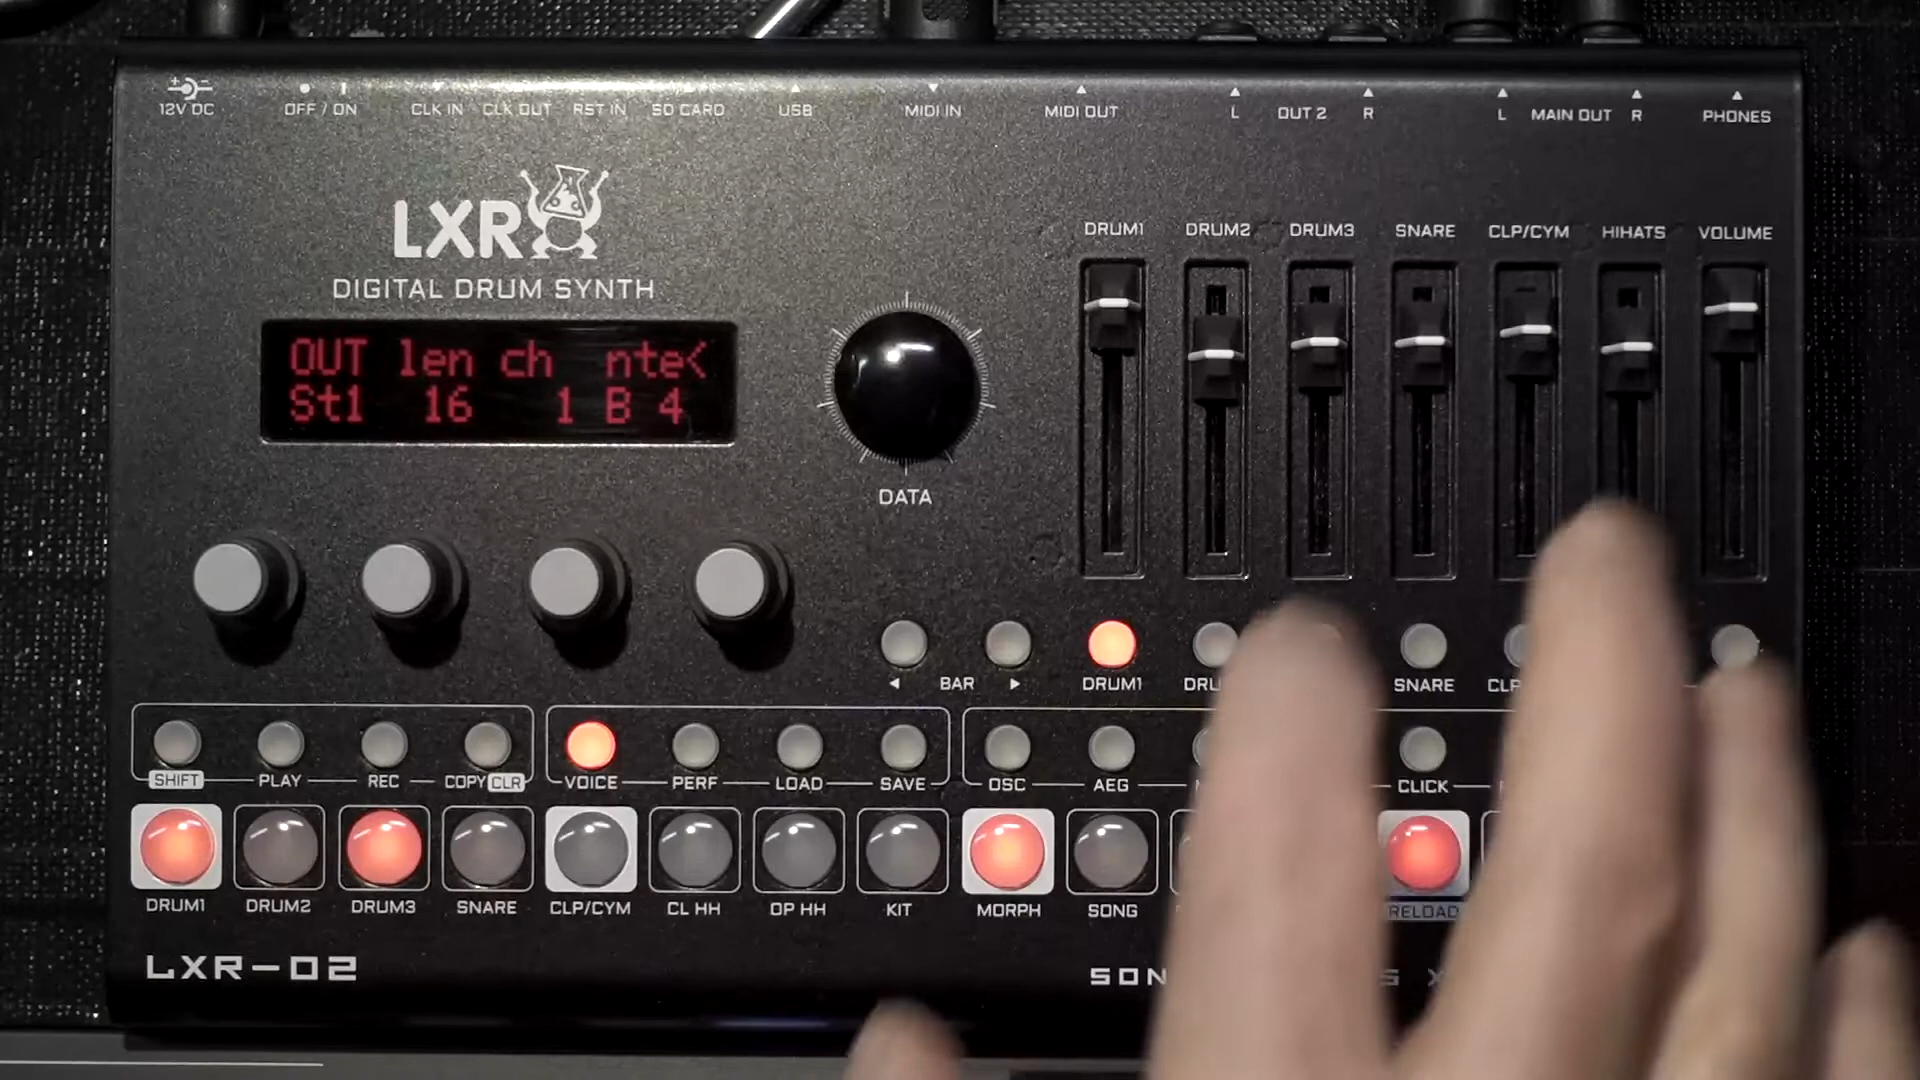 12V DC OFF / ON CLK IN CLK OUT RST IN SD CARD USB MIDI IN MIDI OUT L OUT 2 R L MAIN OUT R PHONES
LXR
DIGITAL DRUM SYNTH
DRUM1 DRUM2 DRUM3 SNARE CLP/CYM HIHATS VOLUME
OUT len ch nte<
St1 16 1 B 4
DATA
BAR DRUM1 SNARE
SHIFT PLAY REC COPY CLR VOICE PERF LOAD SAVE OSC AEG CLICK
DRUM1 DRUM2 DRUM3 SNARE CLP/CYM CL HH OP HH KIT MORPH SONG RELOAD
LXR-02